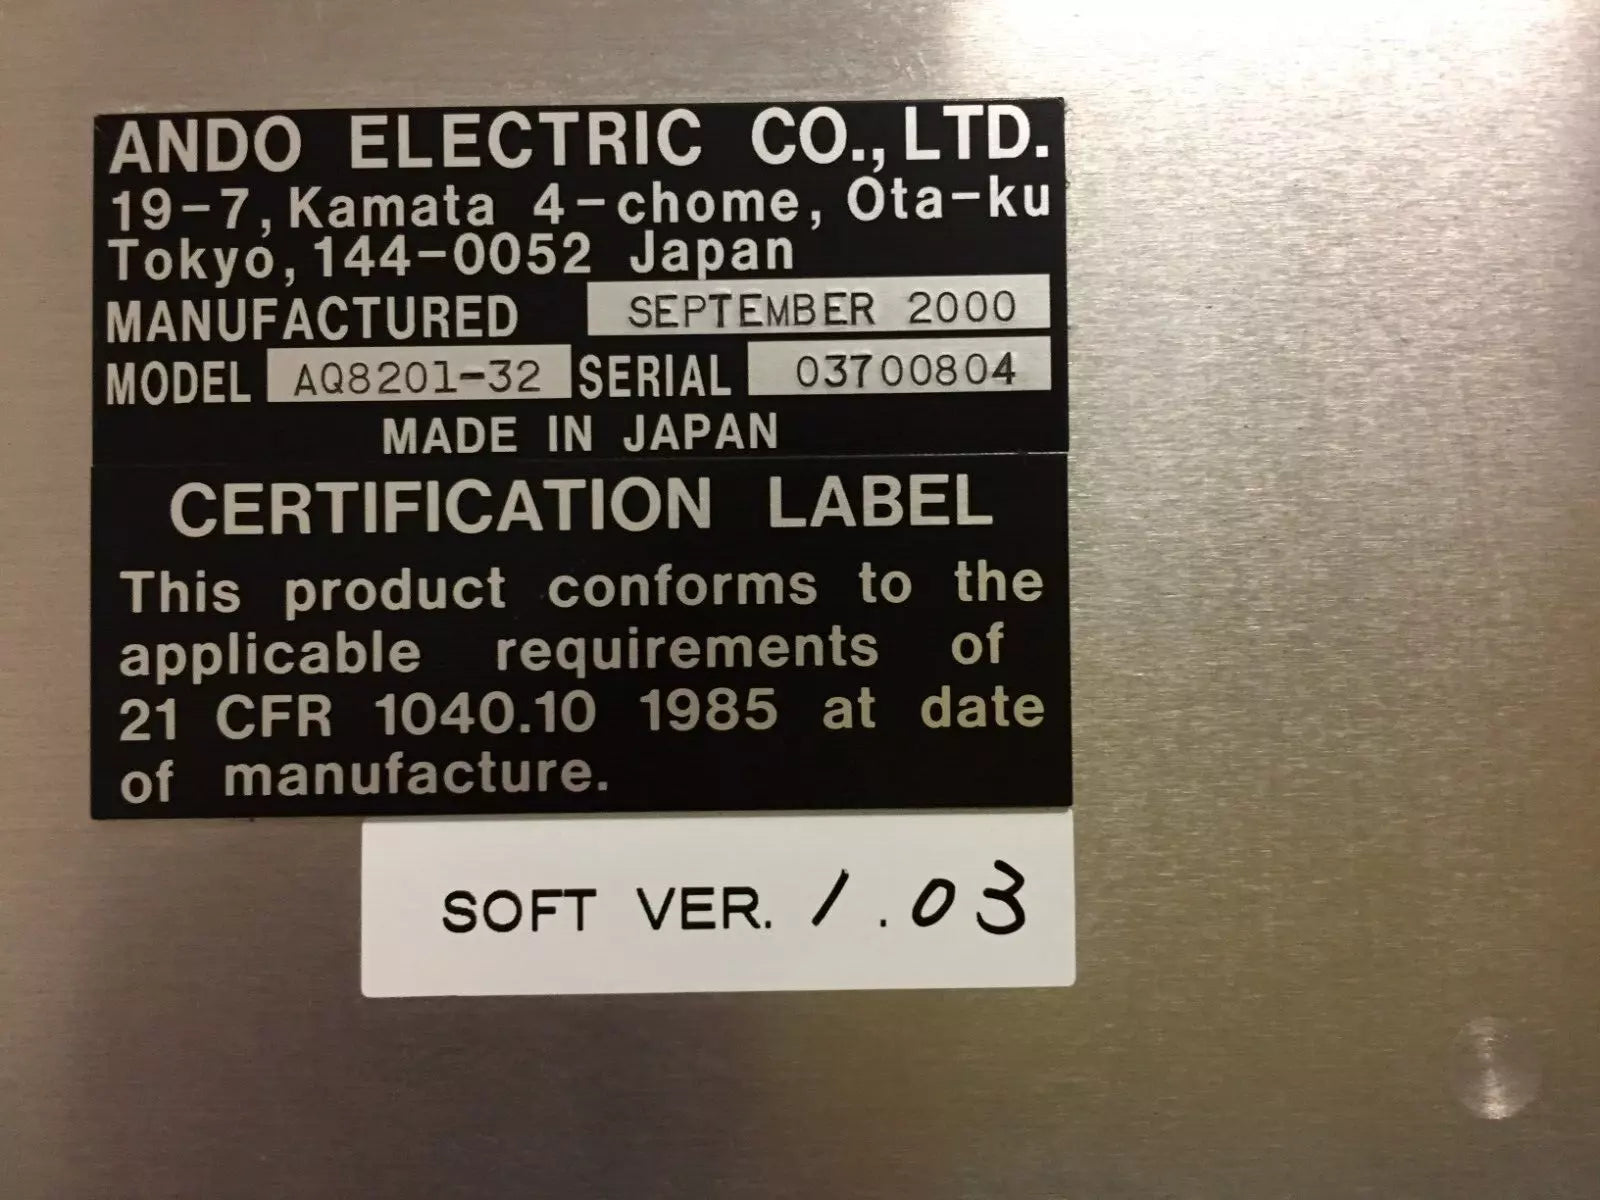 ANDO ELECTRIC CO., LTD.
19-7, Kamata 4-chome, Ota-ku
Tokyo, 144-0052 Japan
MANUFACTURED SEPTEMBER 2000
MODEL AQ8201-32 SERIAL 03700804
MADE IN JAPAN
CERTIFICATION LABEL
This product conforms to the
applicable requirements of
21 CFR 1040.10 1985 at date
of manufacture.
SOFT VER. 1.03